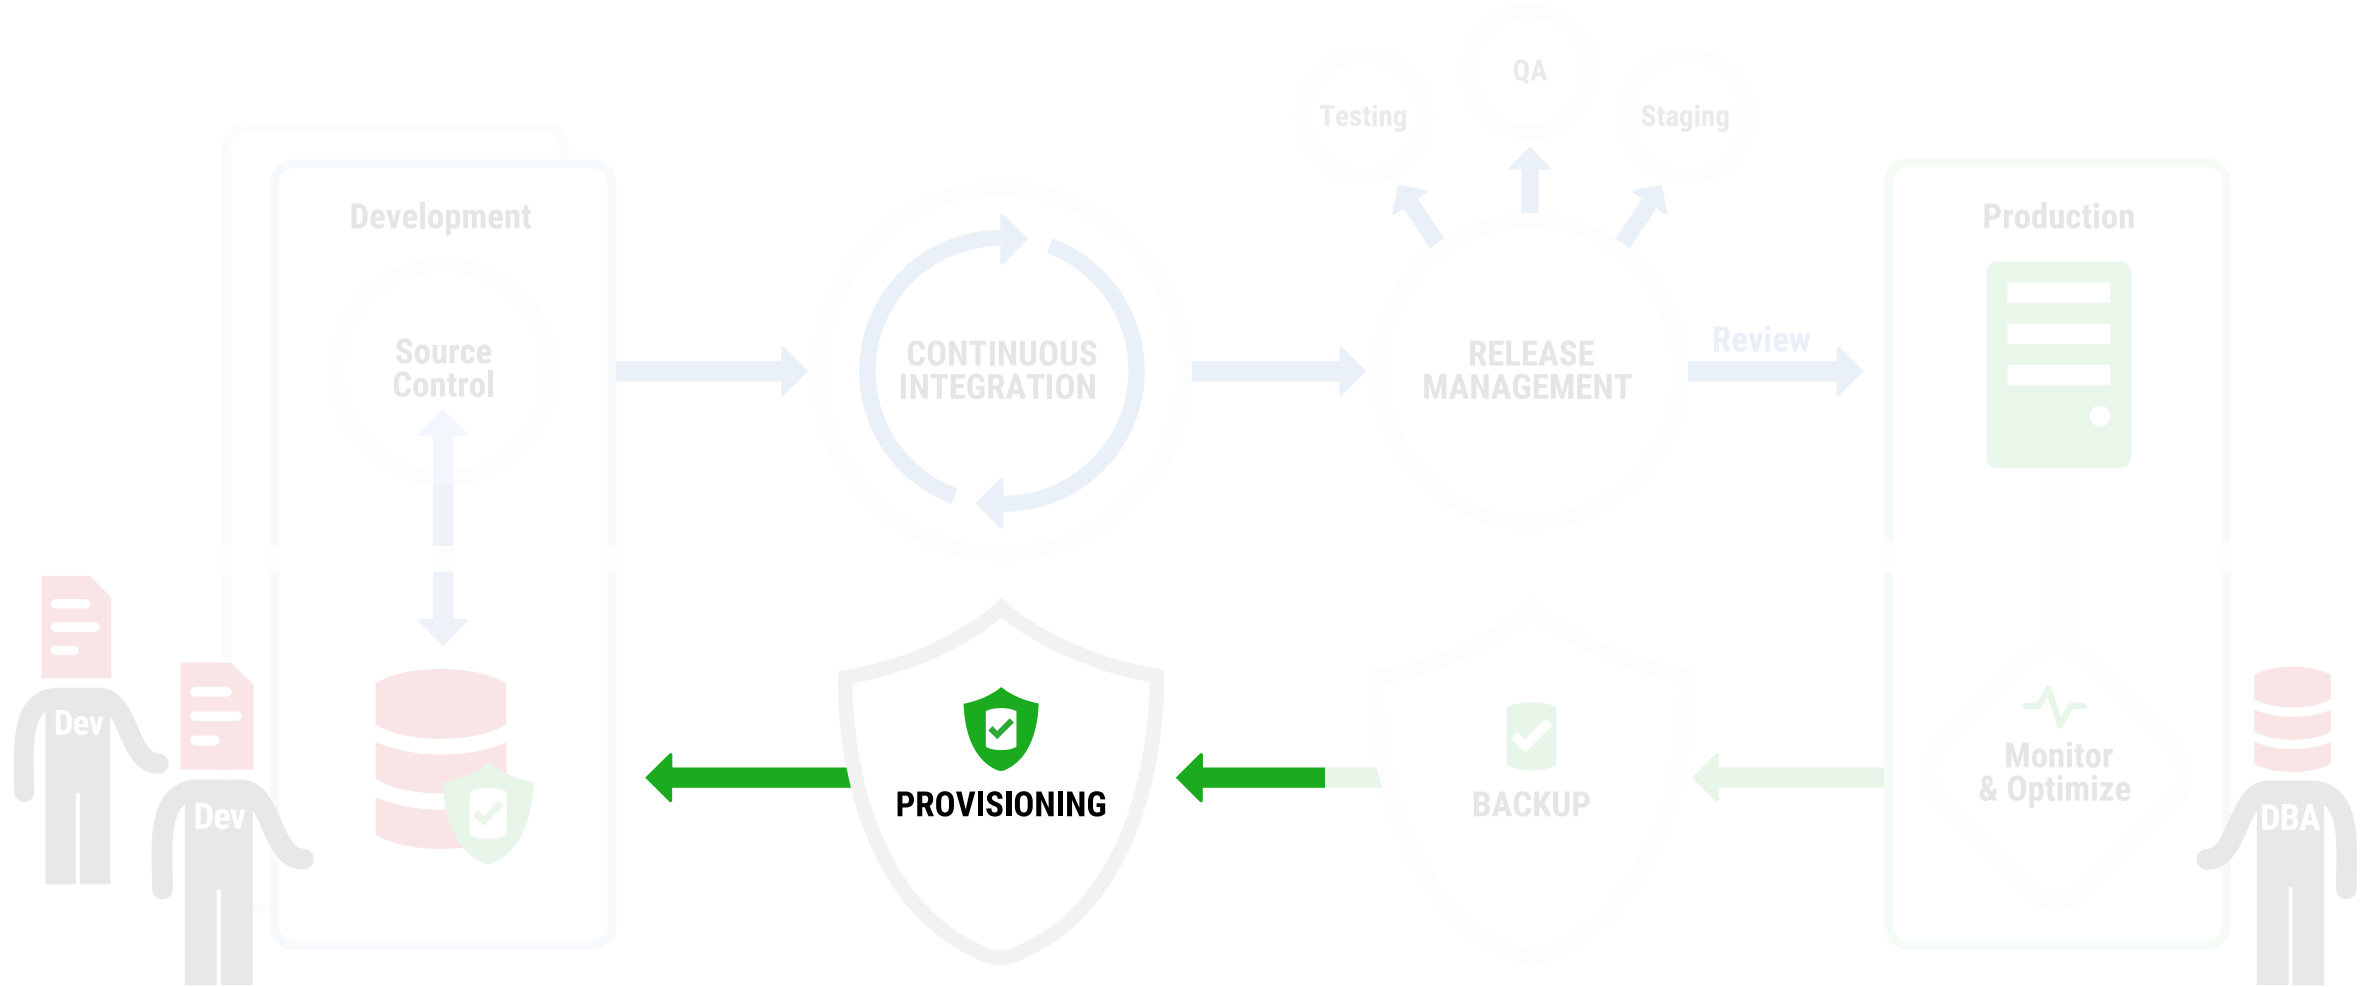 QA
Testing
Staging
Development
Production
Source
Control
CONTINUOUS
INTEGRATION
RELEASE
MANAGEMENT
Review
Dev
Dev
PROVISIONING
BACKUP
Monitor
& Optimize
DBA